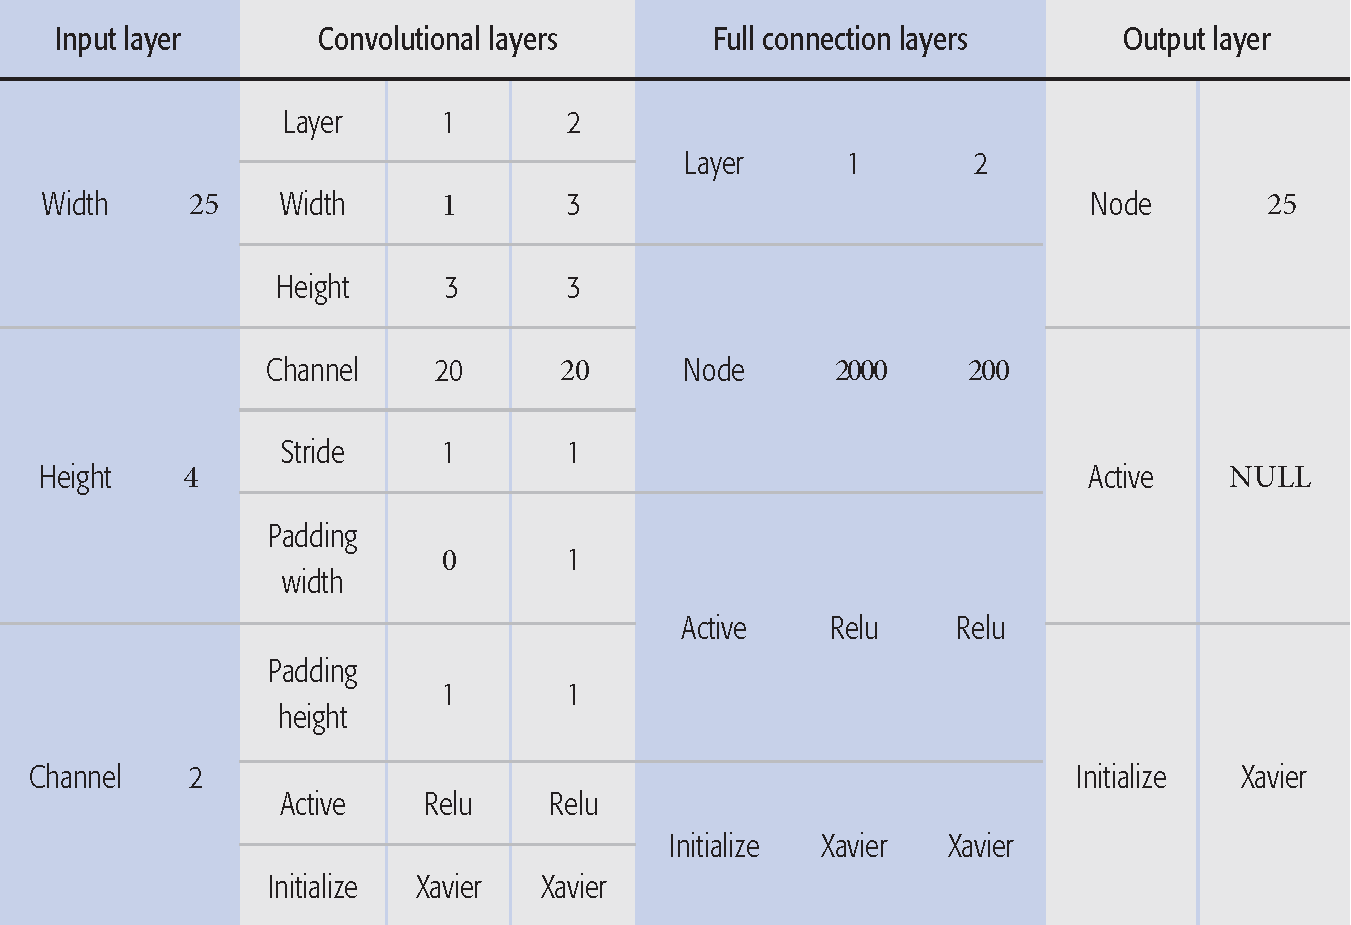 Input layer
Convolutional layers
Full connection layers
Output layer
Width 25
Height 4
Channel 2
Layer 1 2
Width 1 3
Height 3 3
Channel 20 20
Stride 1 1
Padding
width 0 1
Padding
height 1 1
Active Relu Relu
Initialize Xavier Xavier
Layer 1 2
Node 2000 200
Active Relu Relu
Initialize Xavier Xavier
Node 25
Active NULL
Initialize Xavier